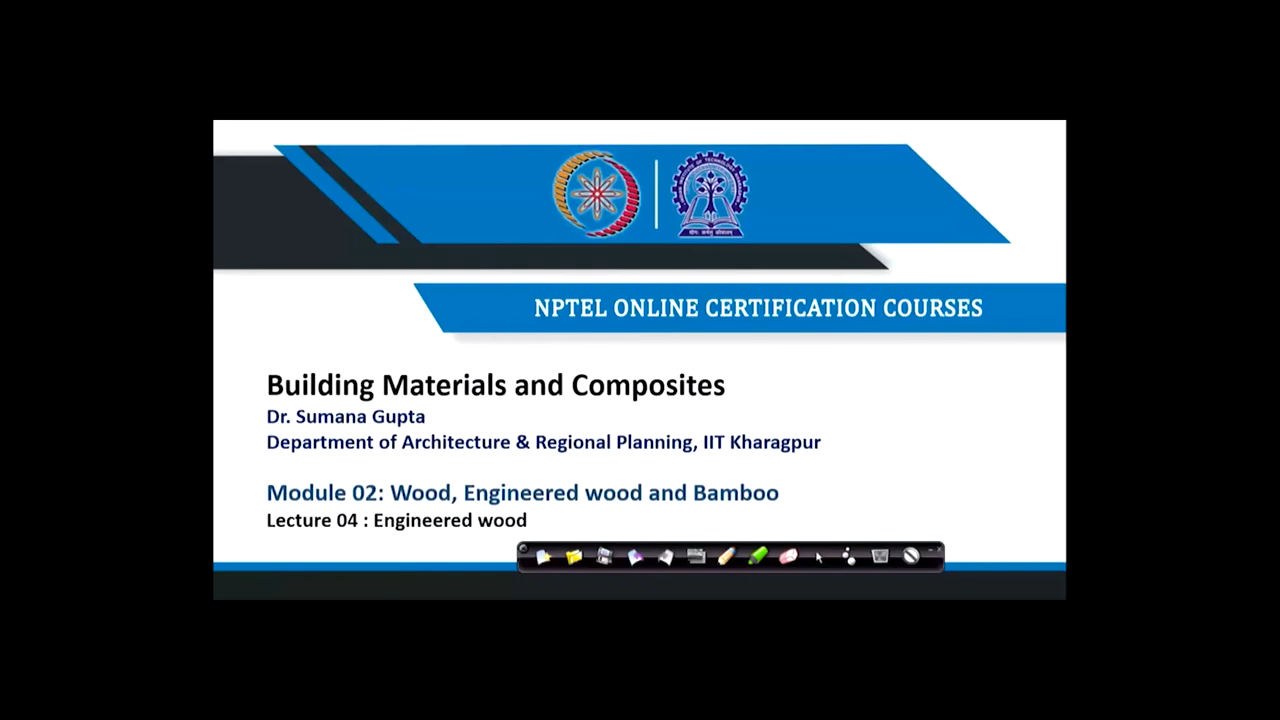 NPTEL ONLINE CERTIFICATION COURSES
Building Materials and Composites
Dr. Sumana Gupta
Department of Architecture & Regional Planning, IIT Kharagpur
Module 02: Wood, Engineered wood and Bamboo
Lecture 04 : Engineered wood